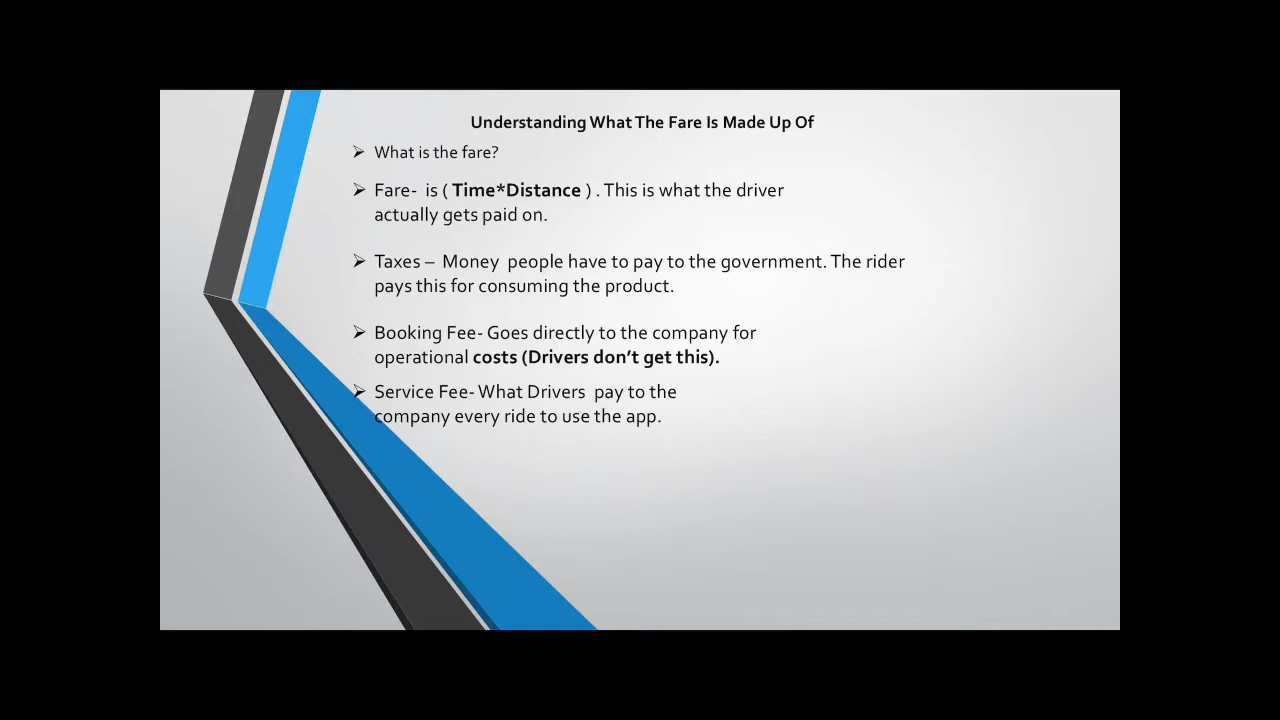 Understanding What The Fare Is Made Up Of
➢ What is the fare?
➢ Fare- is ( Time*Distance ) . This is what the driver
actually gets paid on.
➢ Taxes – Money people have to pay to the government. The rider
pays this for consuming the product.
➢ Booking Fee- Goes directly to the company for
operational costs (Drivers don’t get this).
➢ Service Fee- What Drivers pay to the
company every ride to use the app.